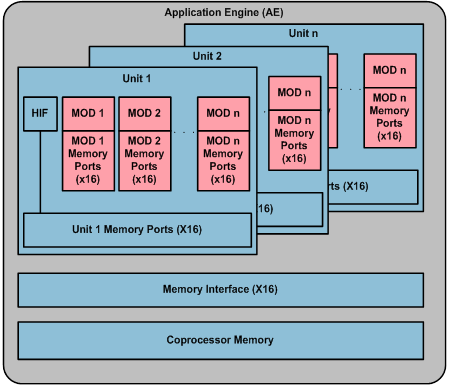 Application Engine (AE)
Unit n
Unit 2
Unit 1
HIF
MOD 1
MOD 2
MOD n
MOD n
MOD n
MOD 1
Memory
Ports
(x16)
MOD 2
Memory
Ports
(x16)
MOD n
Memory
Ports
(x16)
MOD n
Memory
Ports
(x16)
MOD n
Memory
Ports
(x16)
rts (X16)
16)
Unit 1 Memory Ports (X16)
Memory Interface (X16)
Coprocessor Memory